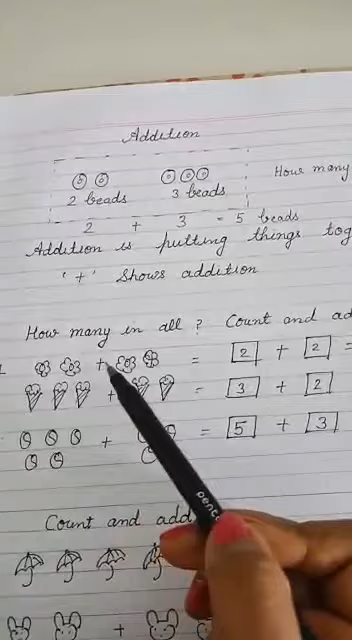 Addition
2 beads 3 beads How many
2 + 3 = 5 beads
Addition is putting things tog
'+' Shows addition
How many in all? Count and ad
+ = 2 + 2 =
+ = 3 + 2
+ = 5 + 3
Count and add
+
pento